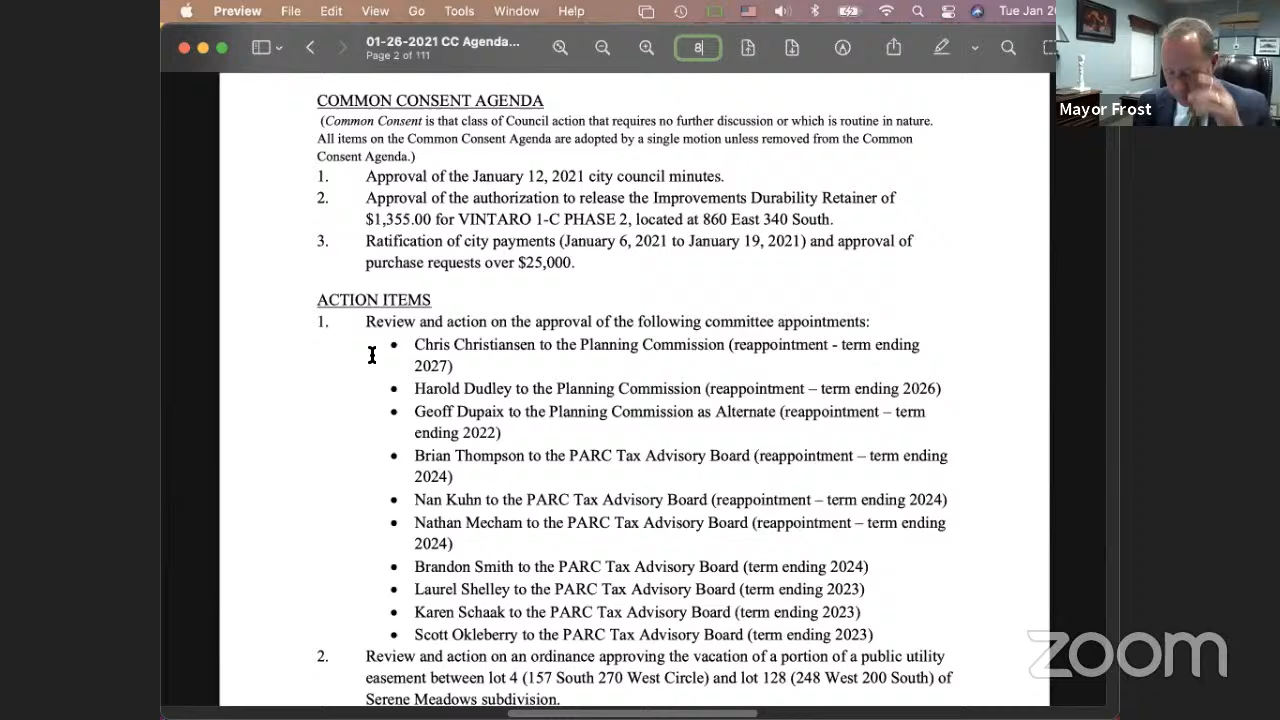 Preview File Edit View Go Tools Window Help Tue Jan 2
01-26-2021 CC Agenda...
Page 2 of 111
8
Mayor Frost
COMMON CONSENT AGENDA
(Common Consent is that class of Council action that requires no further discussion or which is routine in nature.
All items on the Common Consent Agenda are adopted by a single motion unless removed from the Common
Consent Agenda.)
1. Approval of the January 12, 2021 city council minutes.
2. Approval of the authorization to release the Improvements Durability Retainer of
$1,355.00 for VINTARO 1-C PHASE 2, located at 860 East 340 South.
3. Ratification of city payments (January 6, 2021 to January 19, 2021) and approval of
purchase requests over $25,000.
ACTION ITEMS
1. Review and action on the approval of the following committee appointments:
• Chris Christiansen to the Planning Commission (reappointment - term ending
2027)
• Harold Dudley to the Planning Commission (reappointment – term ending 2026)
• Geoff Dupaix to the Planning Commission as Alternate (reappointment – term
ending 2022)
• Brian Thompson to the PARC Tax Advisory Board (reappointment – term ending
2024)
• Nan Kuhn to the PARC Tax Advisory Board (reappointment – term ending 2024)
• Nathan Mecham to the PARC Tax Advisory Board (reappointment – term ending
2024)
• Brandon Smith to the PARC Tax Advisory Board (term ending 2024)
• Laurel Shelley to the PARC Tax Advisory Board (term ending 2023)
• Karen Schaak to the PARC Tax Advisory Board (term ending 2023)
• Scott Okleberry to the PARC Tax Advisory Board (term ending 2023)
2. Review and action on an ordinance approving the vacation of a portion of a public utility
easement between lot 4 (157 South 270 West Circle) and lot 128 (248 West 200 South) of
Serene Meadows subdivision.
zoom